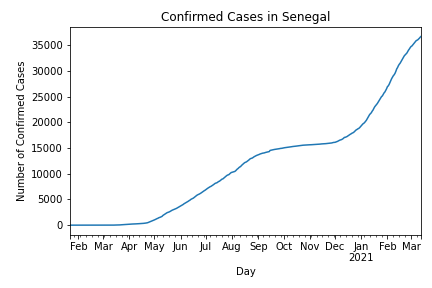 Confirmed Cases in Senegal
Number of Confirmed Cases
35000
30000
25000
20000
15000
10000
5000
0
Feb Mar Apr May Jun Jul Aug Sep Oct Nov Dec Jan Feb Mar
2021
Day